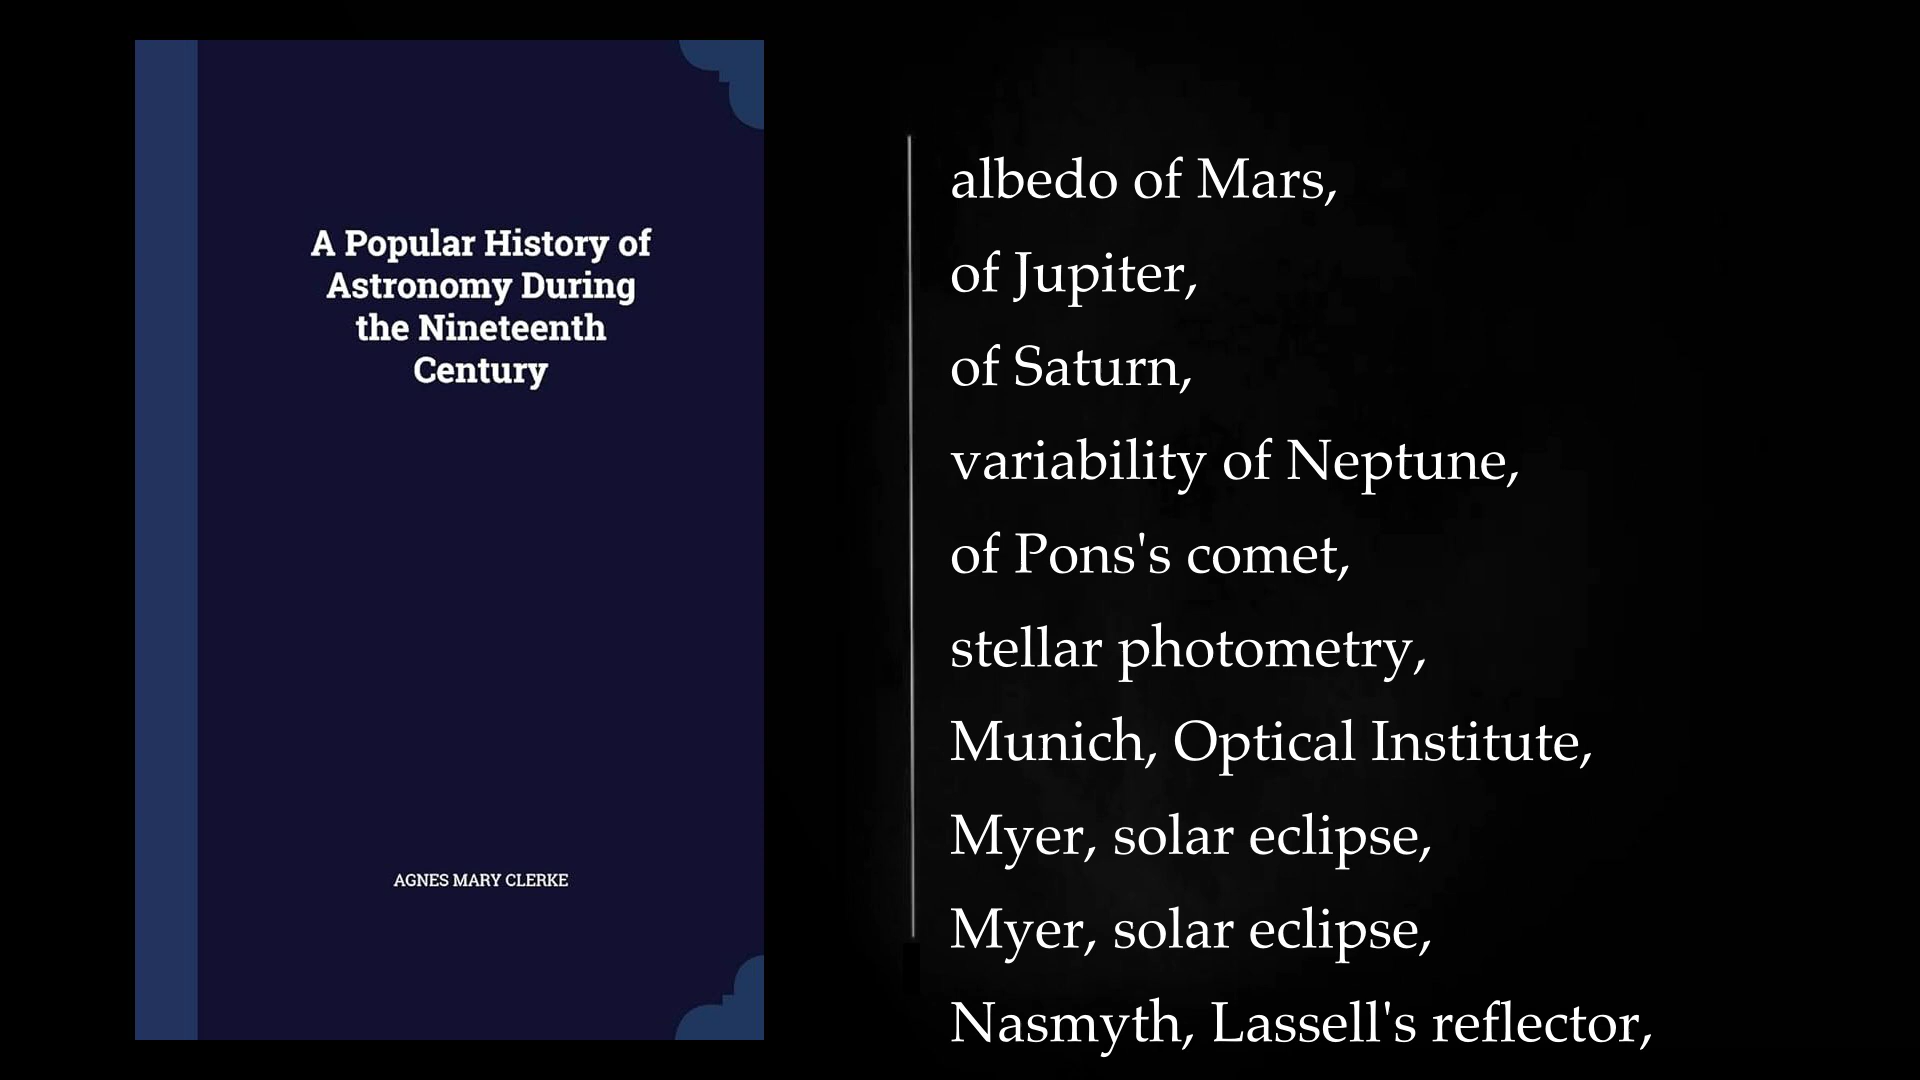 A Popular History of
Astronomy During
the Nineteenth
Century
AGNES MARY CLERKE
albedo of Mars,
of Jupiter,
of Saturn,
variability of Neptune,
of Pons's comet,
stellar photometry,
Munich, Optical Institute,
Myer, solar eclipse,
Myer, solar eclipse,
Nasmyth, Lassell's reflector,